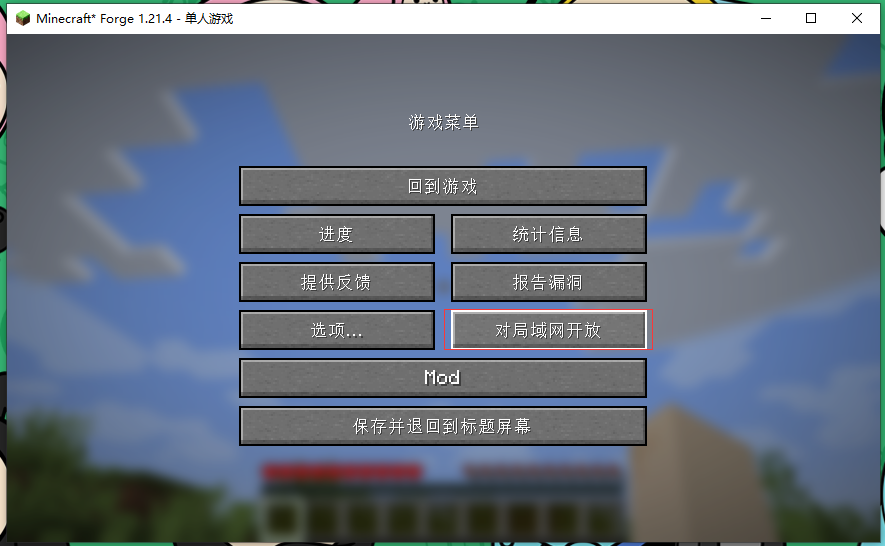 Minecraft* Forge 1.21.4 - 单人游戏
游戏菜单
回到游戏
进度
统计信息
提供反馈
报告漏洞
选项...
对局域网开放
Mod
保存并退回到标题屏幕